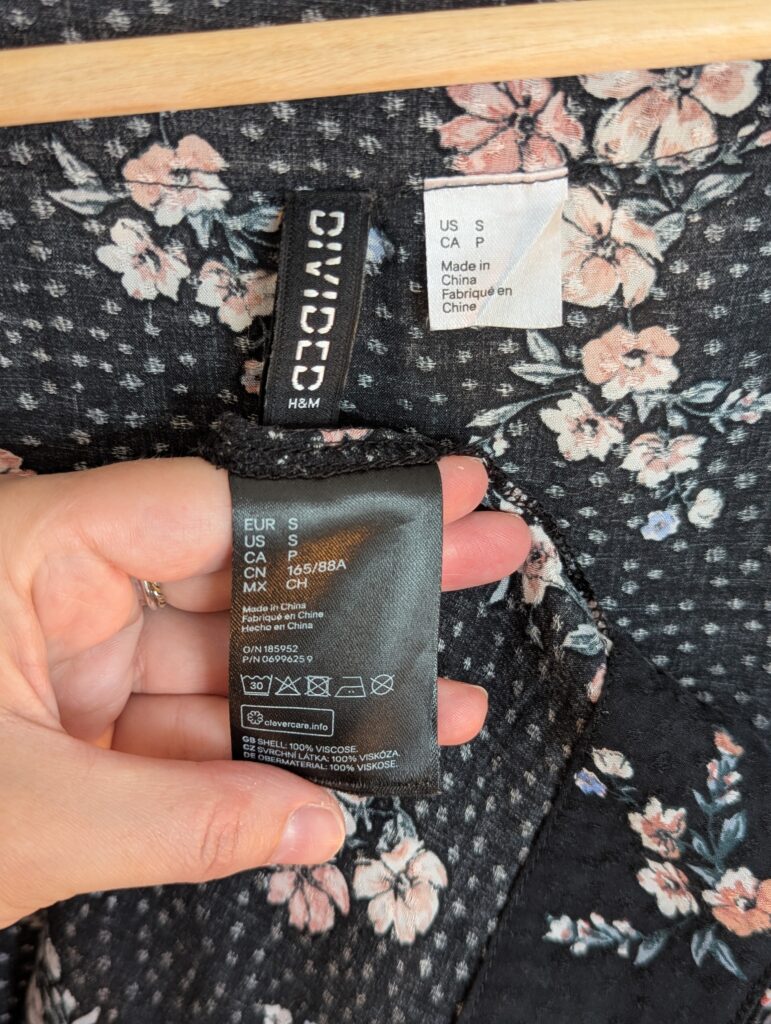 DIVIDED
H&M
US S
CA P
Made in
China
Fabriqué en
Chine
EUR S
US S
CA P
CN 165/88A
MX CH
Made in China
Fabriqué en Chine
Hecho en China
O/N 185952
P/N 0699625 9
30
clevercare.info
GB SHELL: 100% VISCOSE.
CZ SVRCHNÍ LÁTKA: 100% VISKÓZA.
DE OBERMATERIAL: 100% VISKOSE.